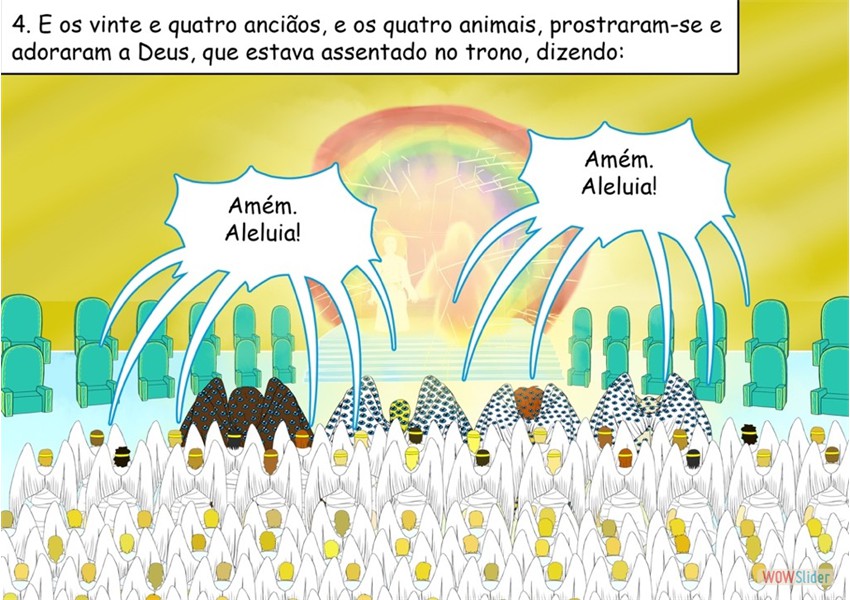 4. E os vinte e quatro anciãos, e os quatro animais, prostraram-se e
adoraram a Deus, que estava assentado no trono, dizendo:
Amém.
Aleluia!
Amém.
Aleluia!
WOWSlider